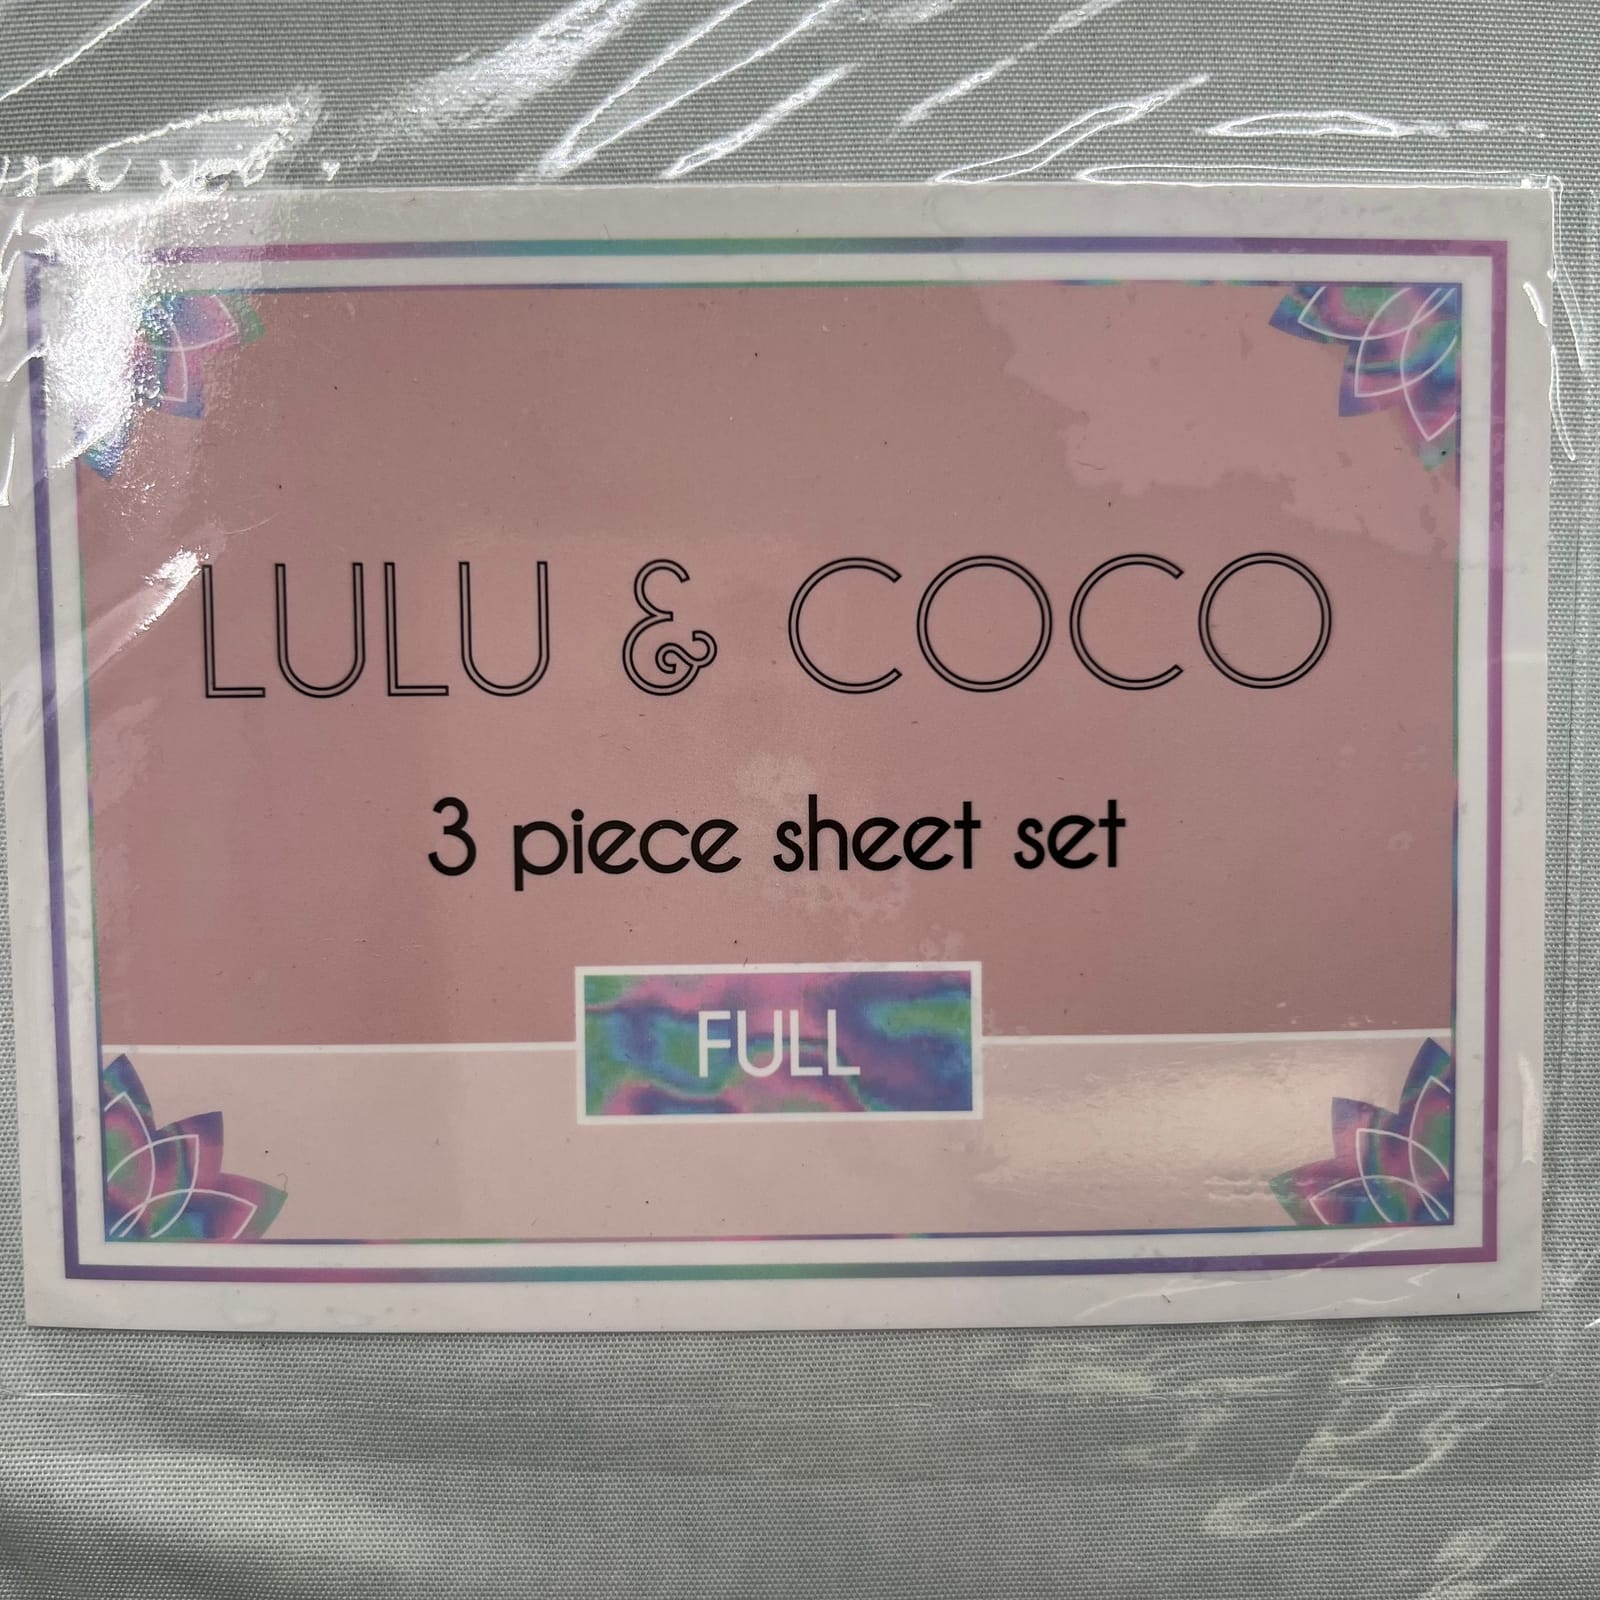 LULU & COCO
3 piece sheet set
FULL